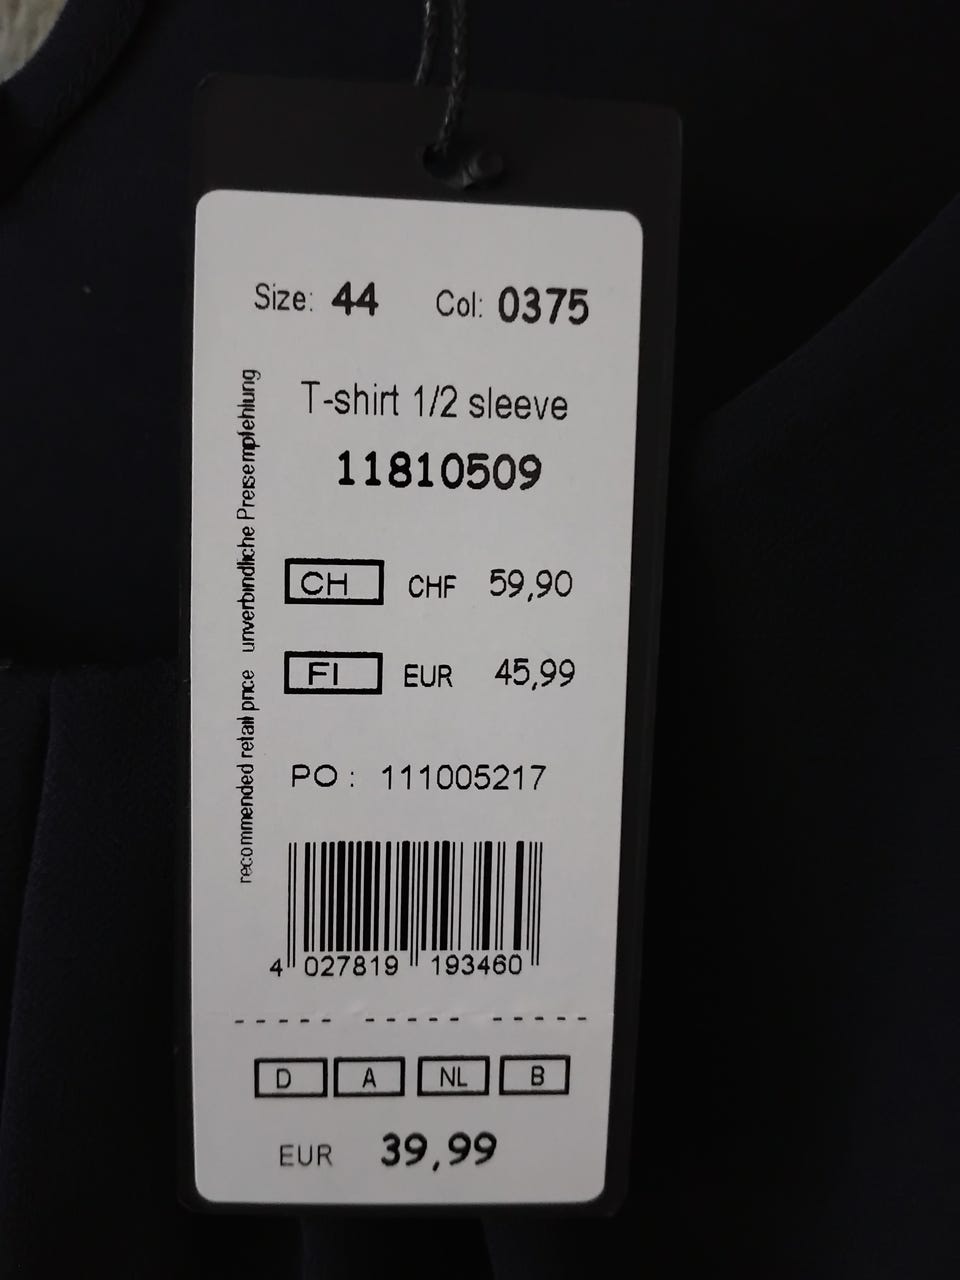 Size: 44 Col: 0375
T-shirt 1/2 sleeve
11810509
CH CHF 59,90
FI EUR 45,99
recommended retail price unverbindliche Preisempfehlung
PO : 111005217
4 027819 193460
D A NL B
EUR 39,99